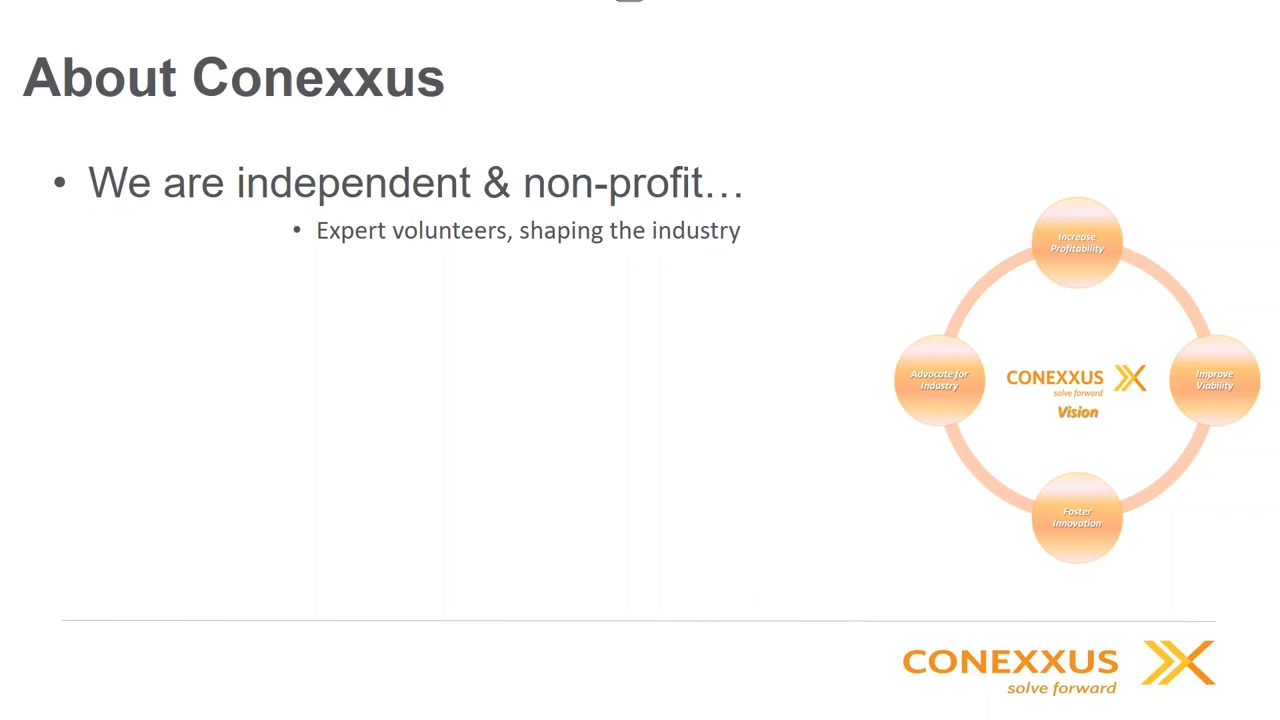 About Conexxus
• We are independent & non-profit…
• Expert volunteers, shaping the industry
Increase
Profitability
Advocate for
Industry
CONEXXUS
solve forward
Vision
Improve
Viability
Foster
Innovation
CONEXXUS
solve forward